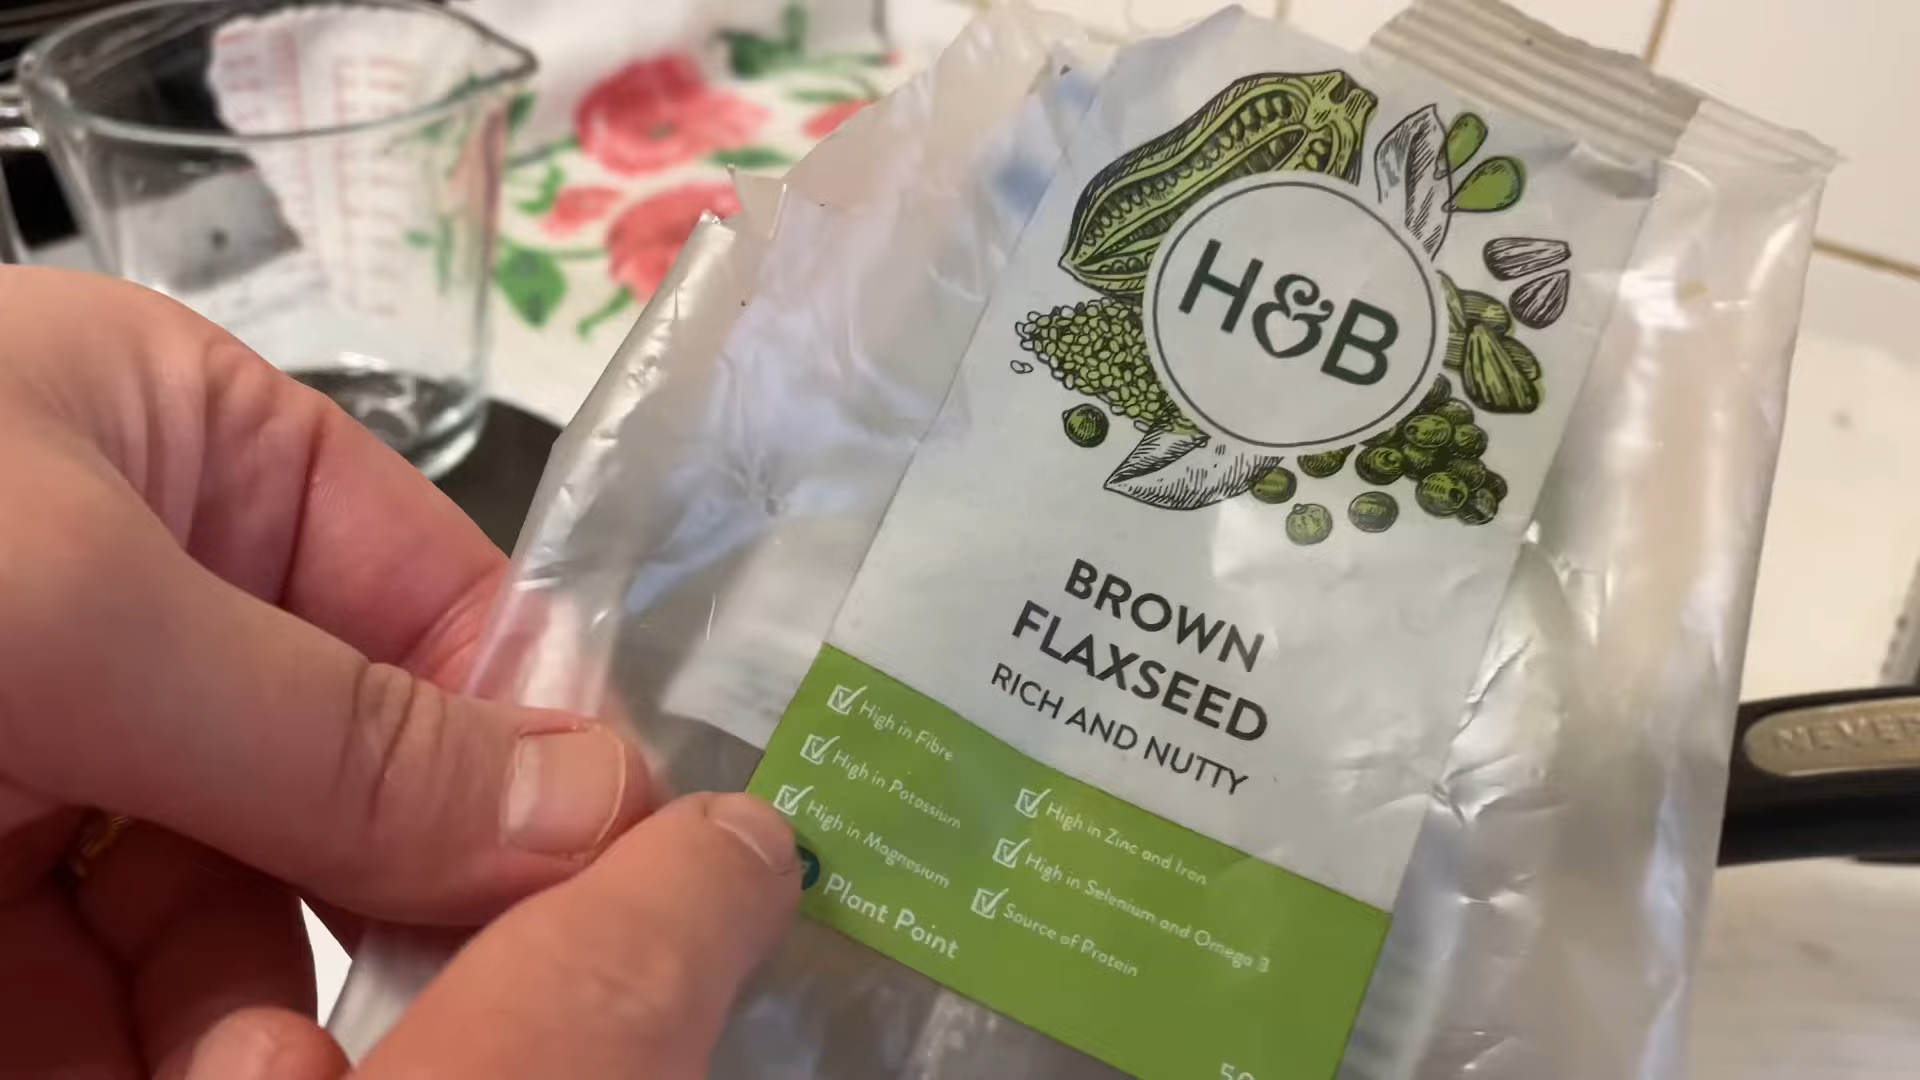 H&B
BROWN
FLAXSEED
RICH AND NUTTY
High in Fibre
High in Potassium
High in Magnesium
High in Zinc and Iron
High in Selenium and Omega 3
Source of Protein
Plant Point